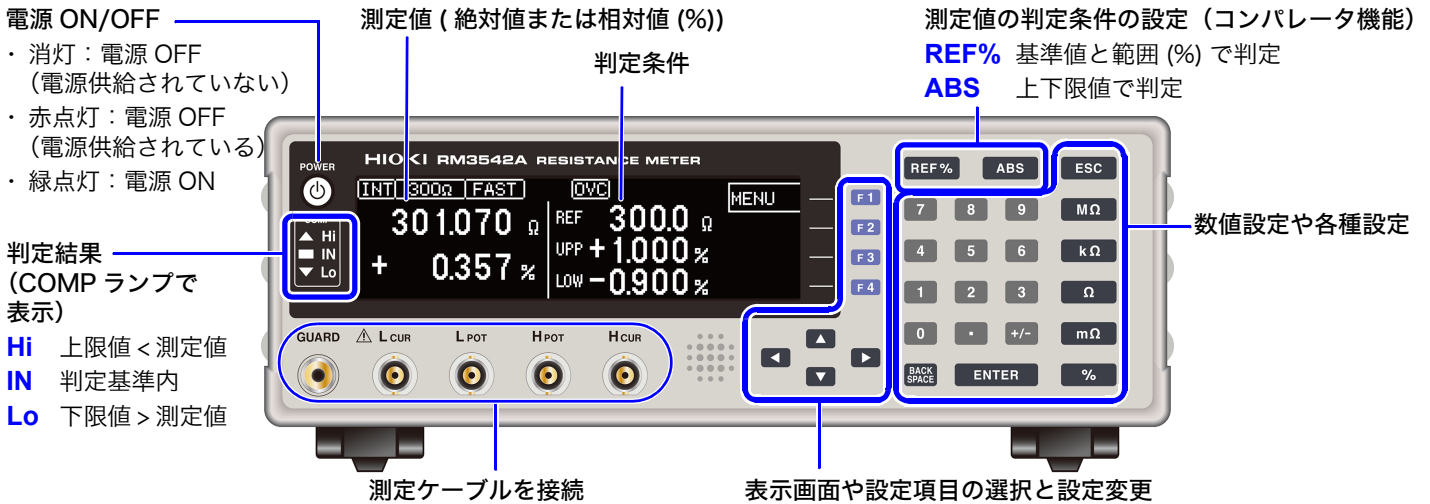 電源 ON/OFF
・ 消灯：電源 OFF
（電源供給されていない）
・ 赤点灯：電源 OFF
（電源供給されている）
・ 緑点灯：電源 ON
測定値 ( 絶対値または相対値 (%))
判定条件
測定値の判定条件の設定（コンパレータ機能）
REF% 基準値と範囲 (%) で判定
ABS 上下限値で判定
判定結果
（COMP ランプで
表示）
Hi 上限値 < 測定値
IN 判定基準内
Lo 下限値 > 測定値
POWER
COMP
▲ Hi
■ IN
▼ Lo
HIOKI RM3542A RESISTANCE METER
INT 300Ω FAST OVC
MENU
301.070 Ω
+ 0.357 %
REF 300.0 Ω
UPP +1.000 %
LOW -0.900 %
F1
F2
F3
F4
REF% ABS ESC
7 8 9 MΩ
4 5 6 kΩ
1 2 3 Ω
0 ・ +/- mΩ
BACK SPACE ENTER %
GUARD ⚠ L CUR L POT H POT H CUR
数値設定や各種設定
測定ケーブルを接続
表示画面や設定項目の選択と設定変更